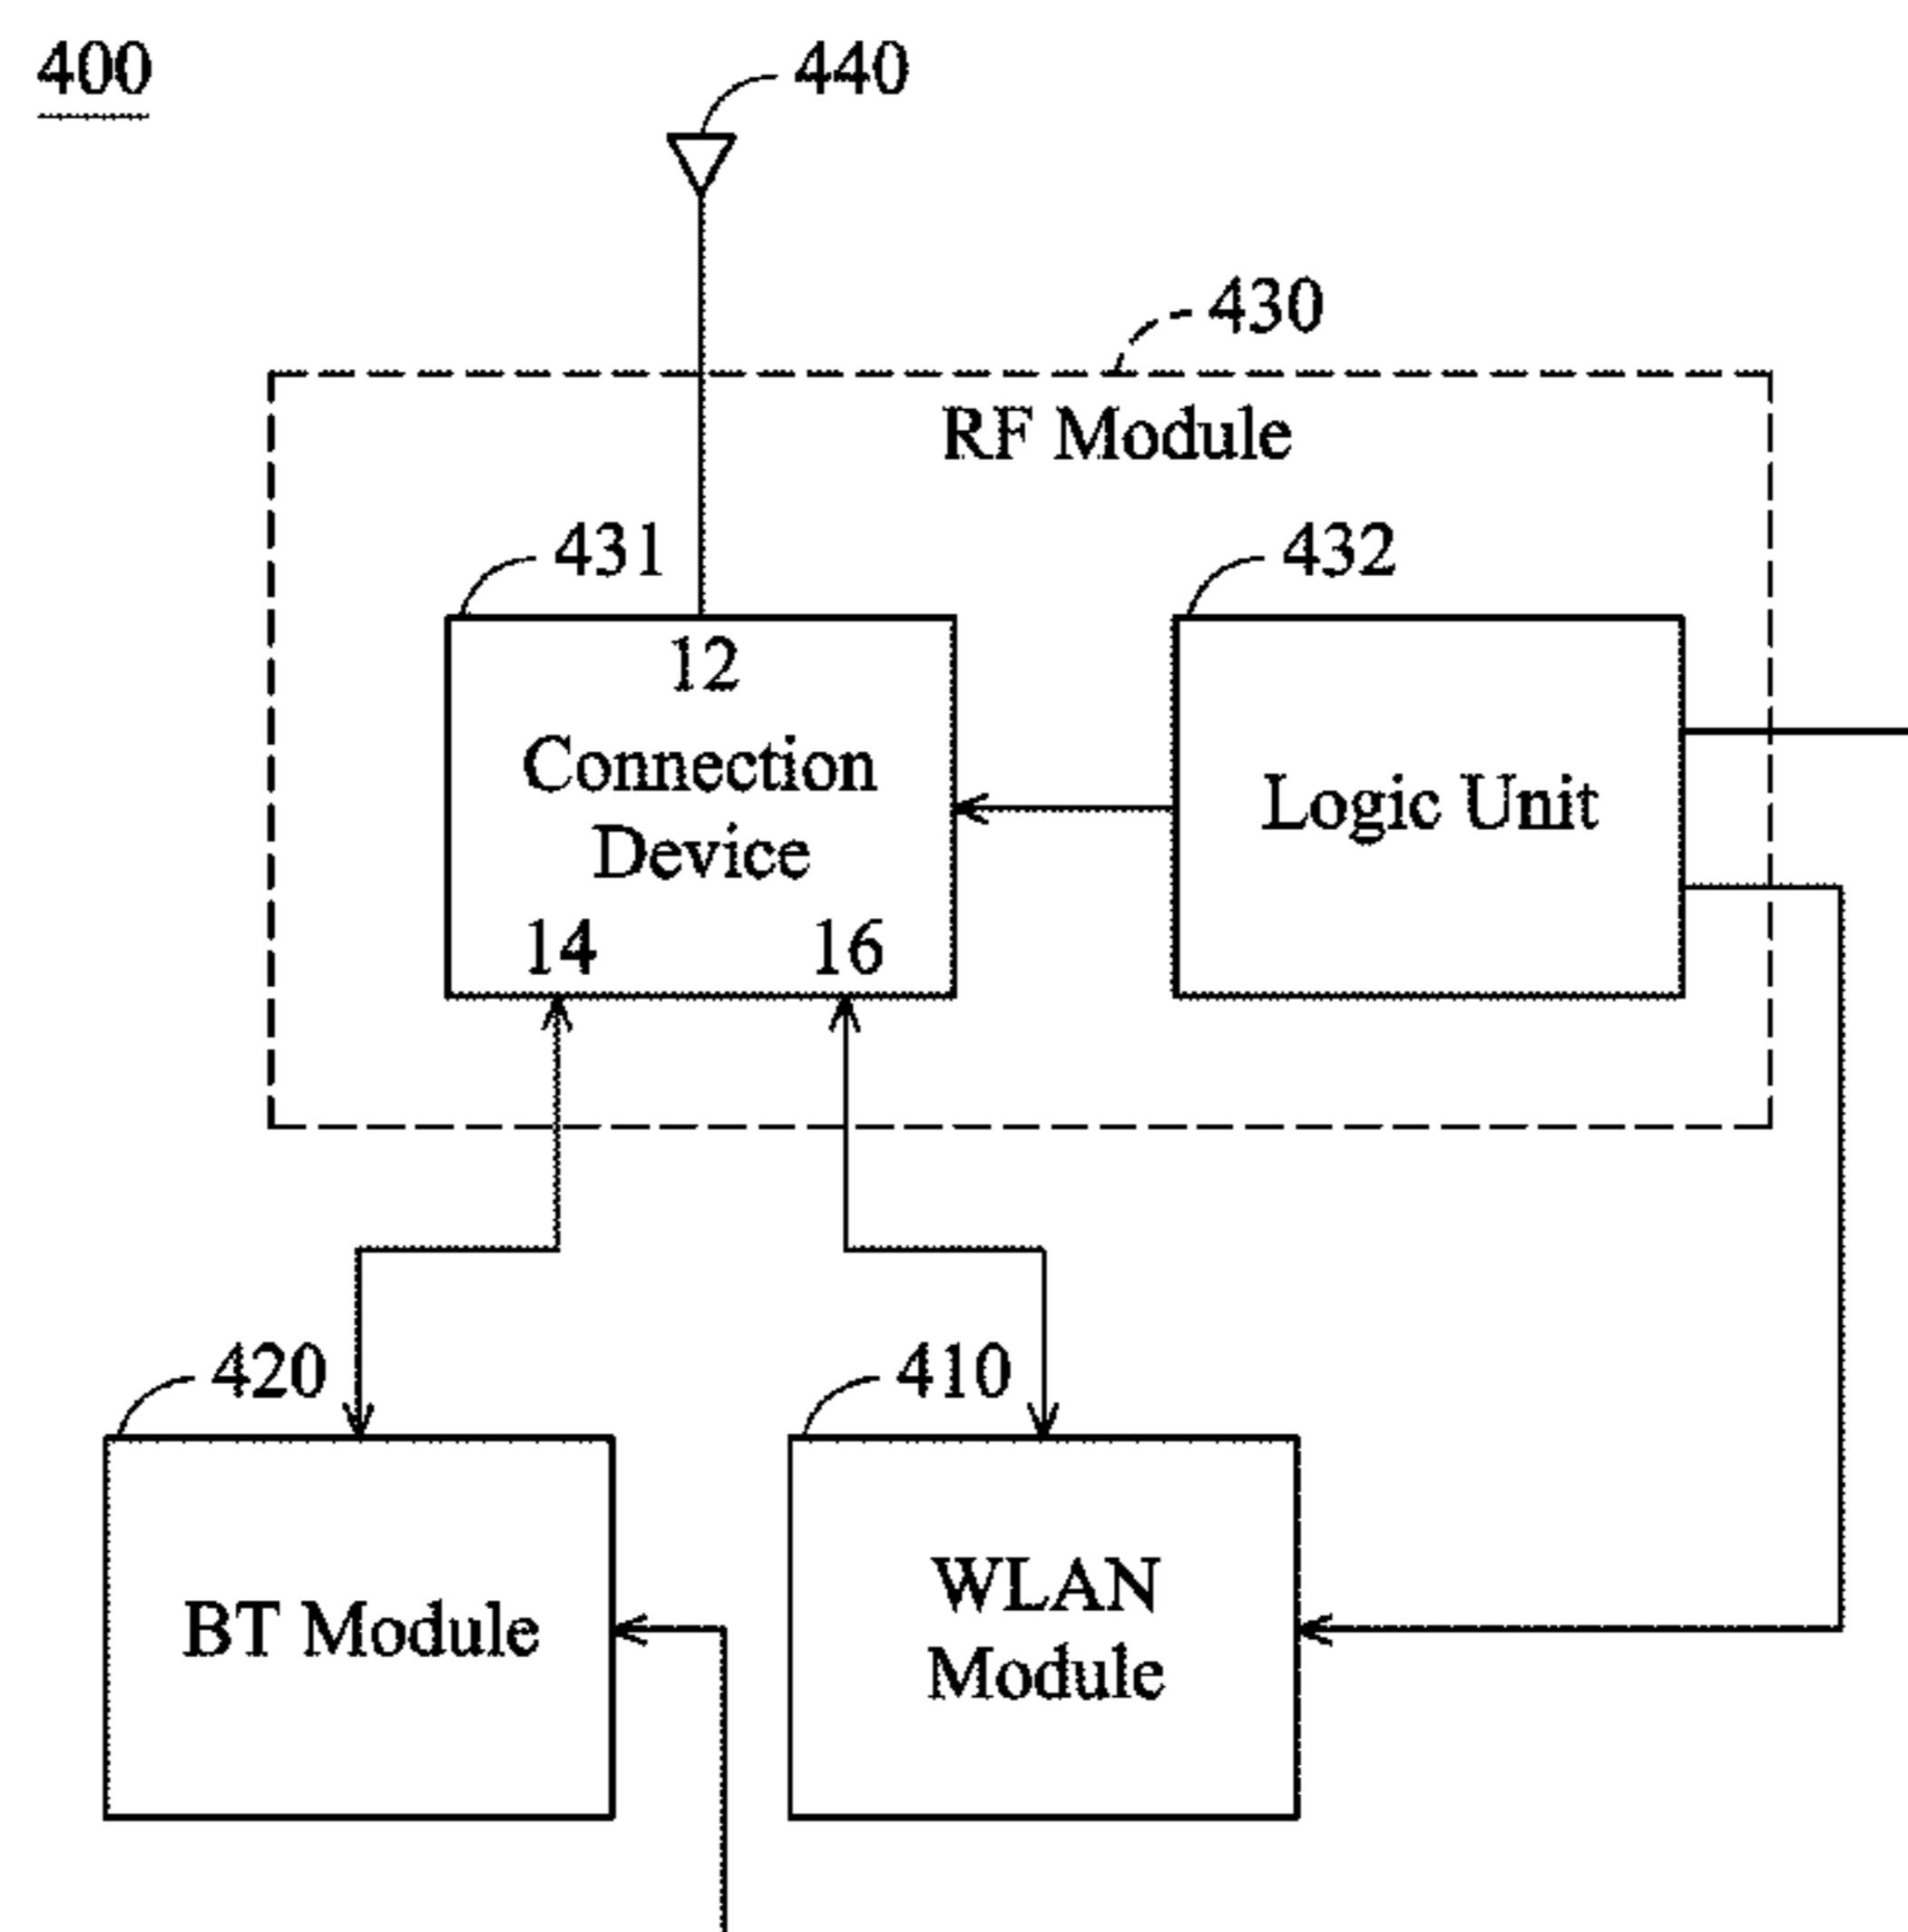 400
440
430
RF Module
431
432
12
Connection
Device
Logic Unit
14
16
420
410
BT Module
WLAN
Module